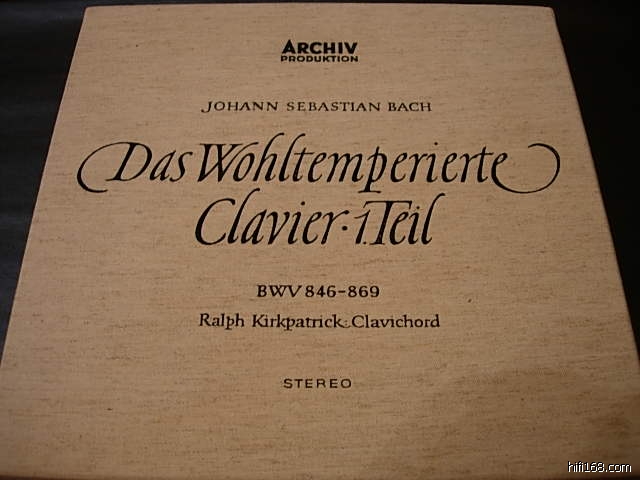 ARCHIV
PRODUKTION
JOHANN SEBASTIAN BACH
Das Wohltemperierte
Clavier · 1. Teil
BWV 846-869
Ralph Kirkpatrick: Clavichord
STEREO
hifi168.com